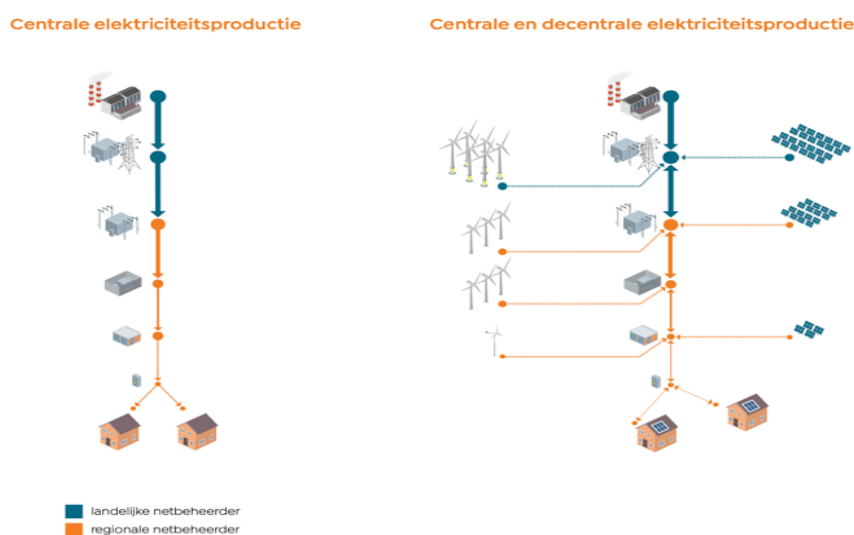 Centrale elektriciteitsproductie
Centrale en decentrale elektriciteitsproductie
landelijke netbeheerder
regionale netbeheerder